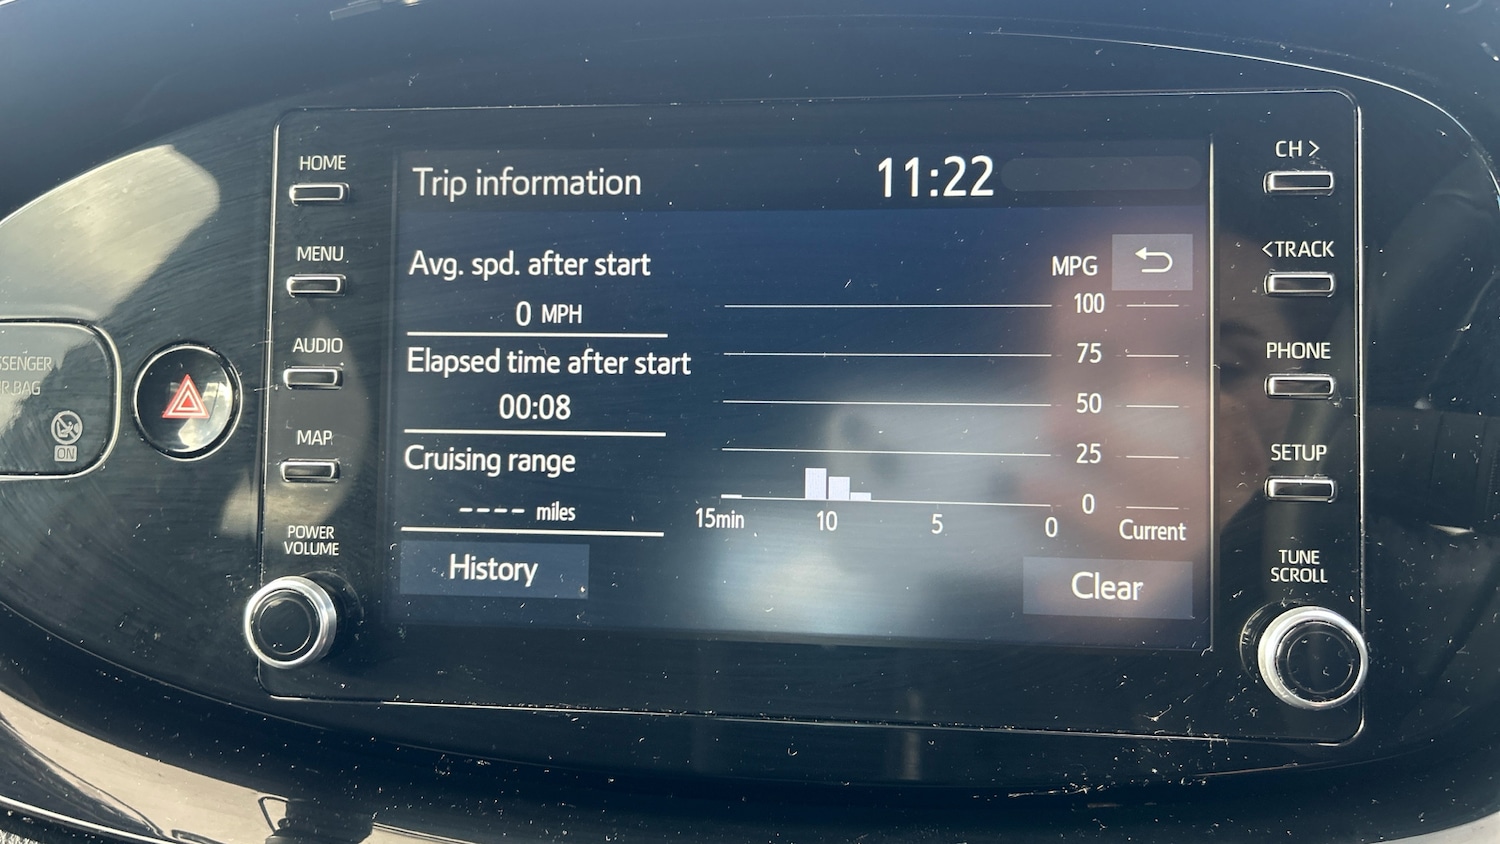 HOME
MENU
AUDIO
MAP
POWER
VOLUME
ON
Trip information
11:22
Avg. spd. after start
0 MPH
Elapsed time after start
00:08
Cruising range
---- miles
History
MPG
100
75
50
25
0
15min 10 5 0 Current
Clear
CH >
<TRACK
PHONE
SETUP
TUNE
SCROLL